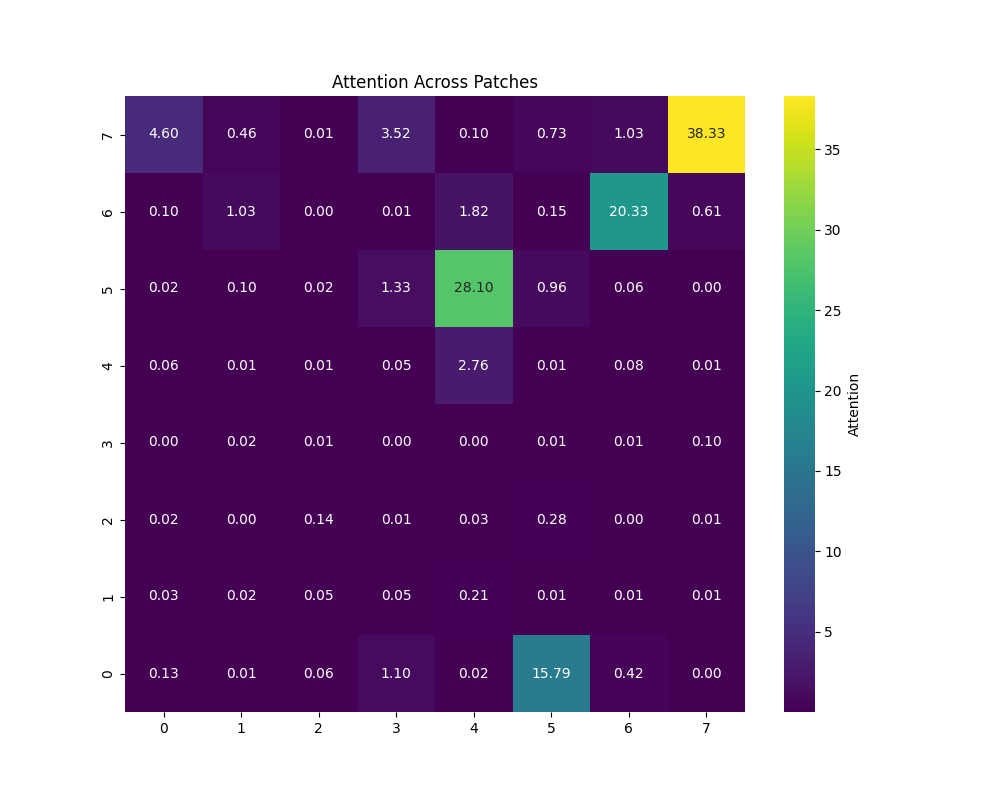 Attention Across Patches
7 4.60 0.46 0.01 3.52 0.10 0.73 1.03 38.33
6 0.10 1.03 0.00 0.01 1.82 0.15 20.33 0.61
5 0.02 0.10 0.02 1.33 28.10 0.96 0.06 0.00
4 0.06 0.01 0.01 0.05 2.76 0.01 0.08 0.01
3 0.00 0.02 0.01 0.00 0.00 0.01 0.01 0.10
2 0.02 0.00 0.14 0.01 0.03 0.28 0.00 0.01
1 0.03 0.02 0.05 0.05 0.21 0.01 0.01 0.01
0 0.13 0.01 0.06 1.10 0.02 15.79 0.42 0.00
0 1 2 3 4 5 6 7
35
30
25
20
15
10
5
Attention